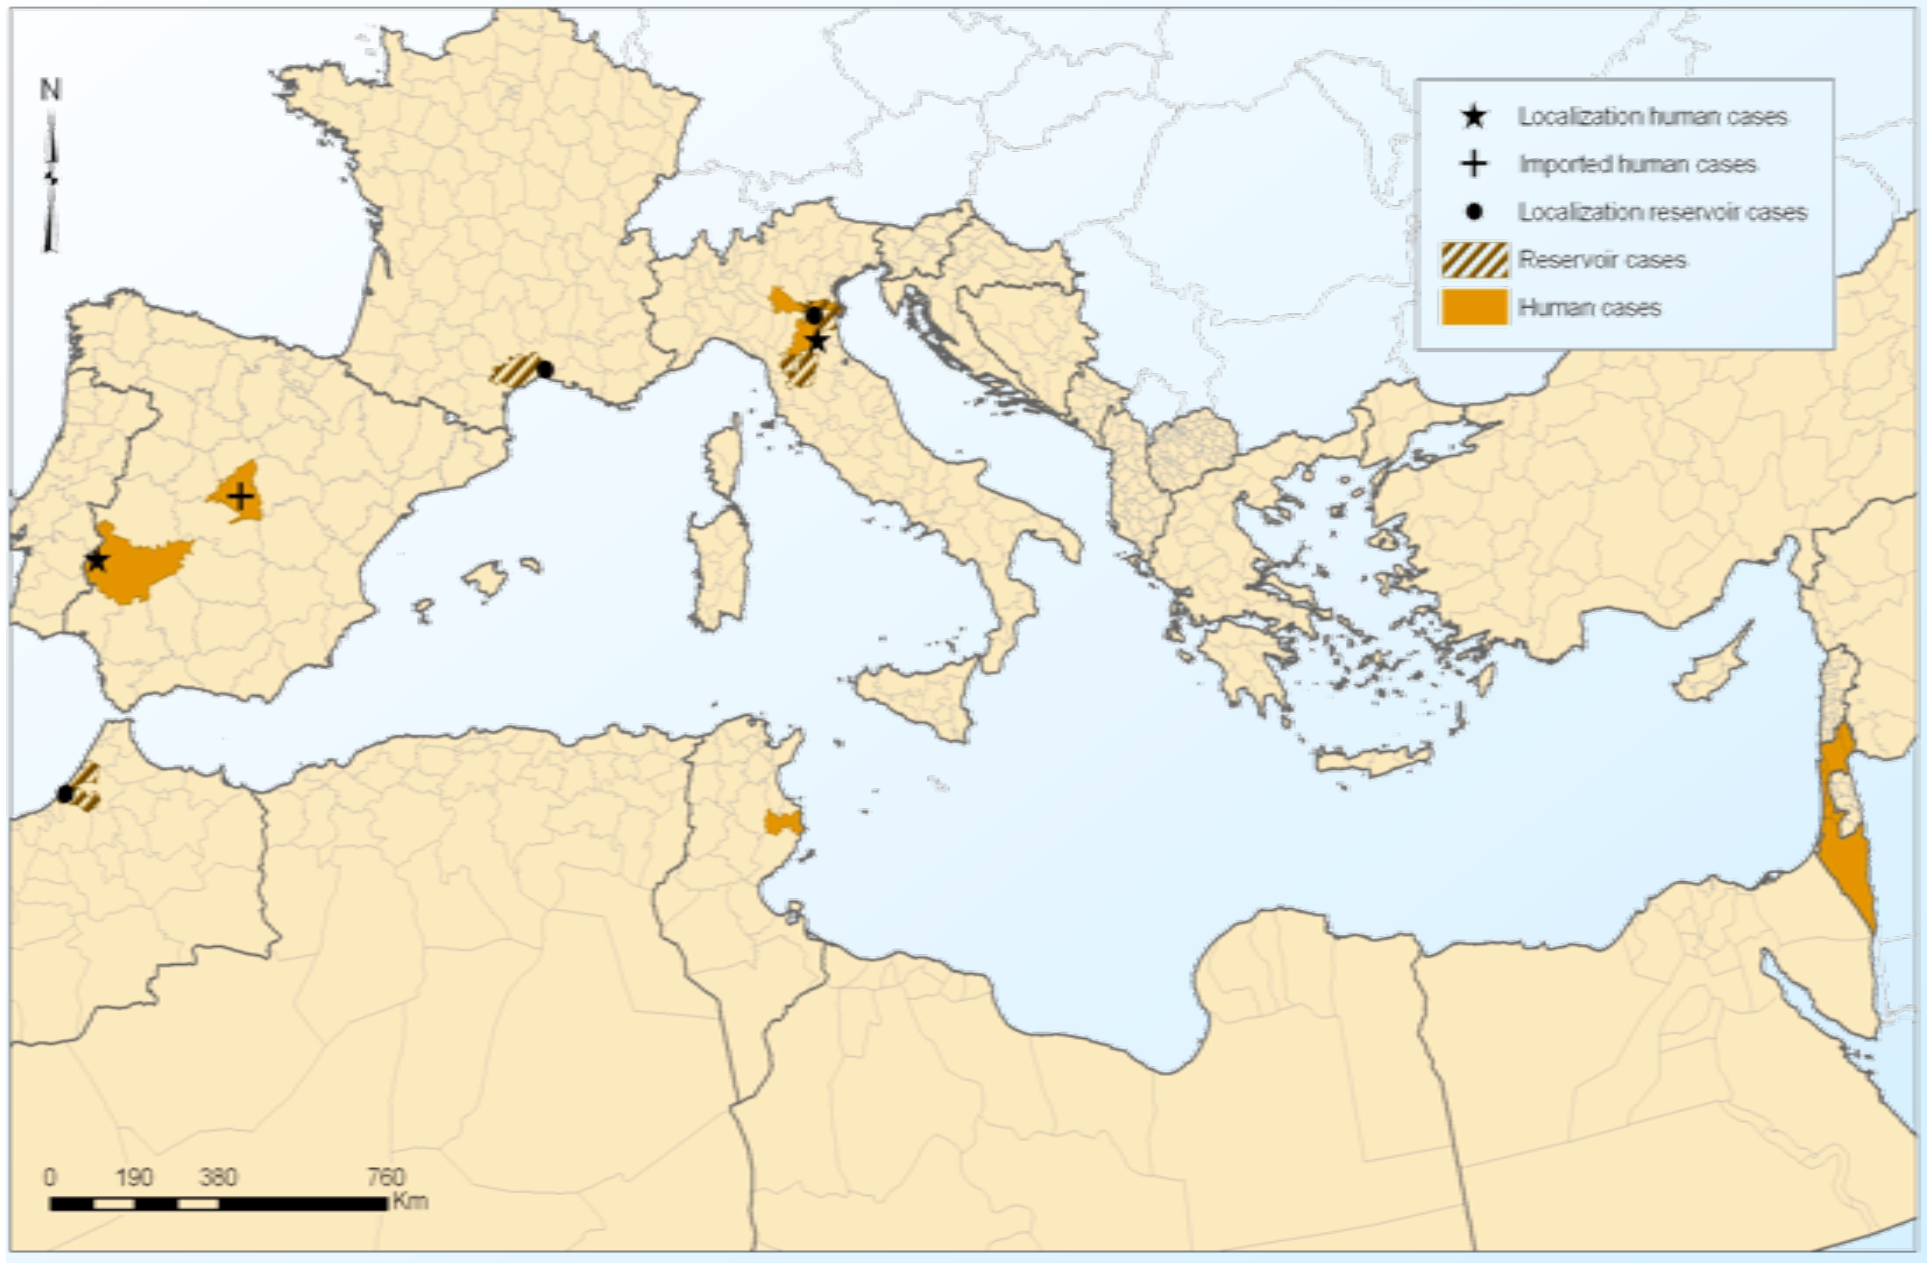 N
Localization human cases
Imported human cases
Localization reservoir cases
Reservoir cases
Human cases
0 190 380 760
Km